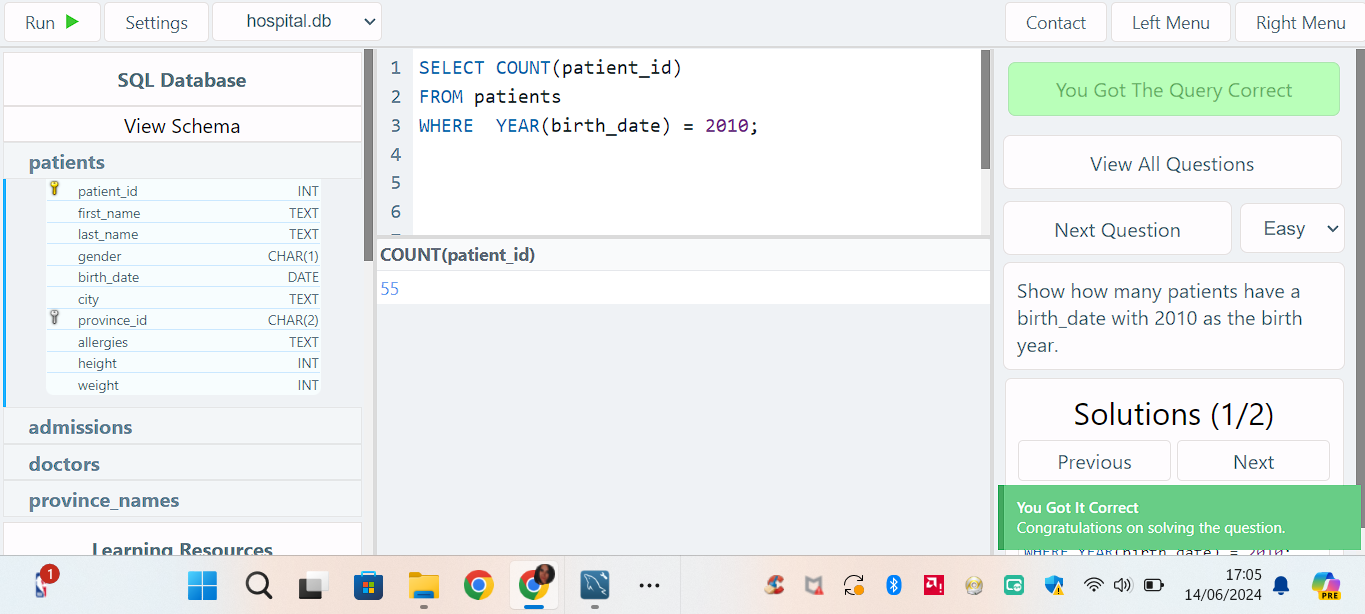 Run
Settings
hospital.db
Contact
Left Menu
Right Menu
SQL Database
View Schema
patients
patient_id INT
first_name TEXT
last_name TEXT
gender CHAR(1)
birth_date DATE
city TEXT
province_id CHAR(2)
allergies TEXT
height INT
weight INT
admissions
doctors
province_names
Learning Resources
1 SELECT COUNT(patient_id)
2 FROM patients
3 WHERE  YEAR(birth_date) = 2010;
4
5
6
COUNT(patient_id)
55
You Got The Query Correct
View All Questions
Next Question
Easy
Show how many patients have a
birth_date with 2010 as the birth
year.
Solutions (1/2)
Previous
Next
You Got It Correct
Congratulations on solving the question.
WHERE YEAR(birth_date) = 2010;
1
17:05
14/06/2024
PRE